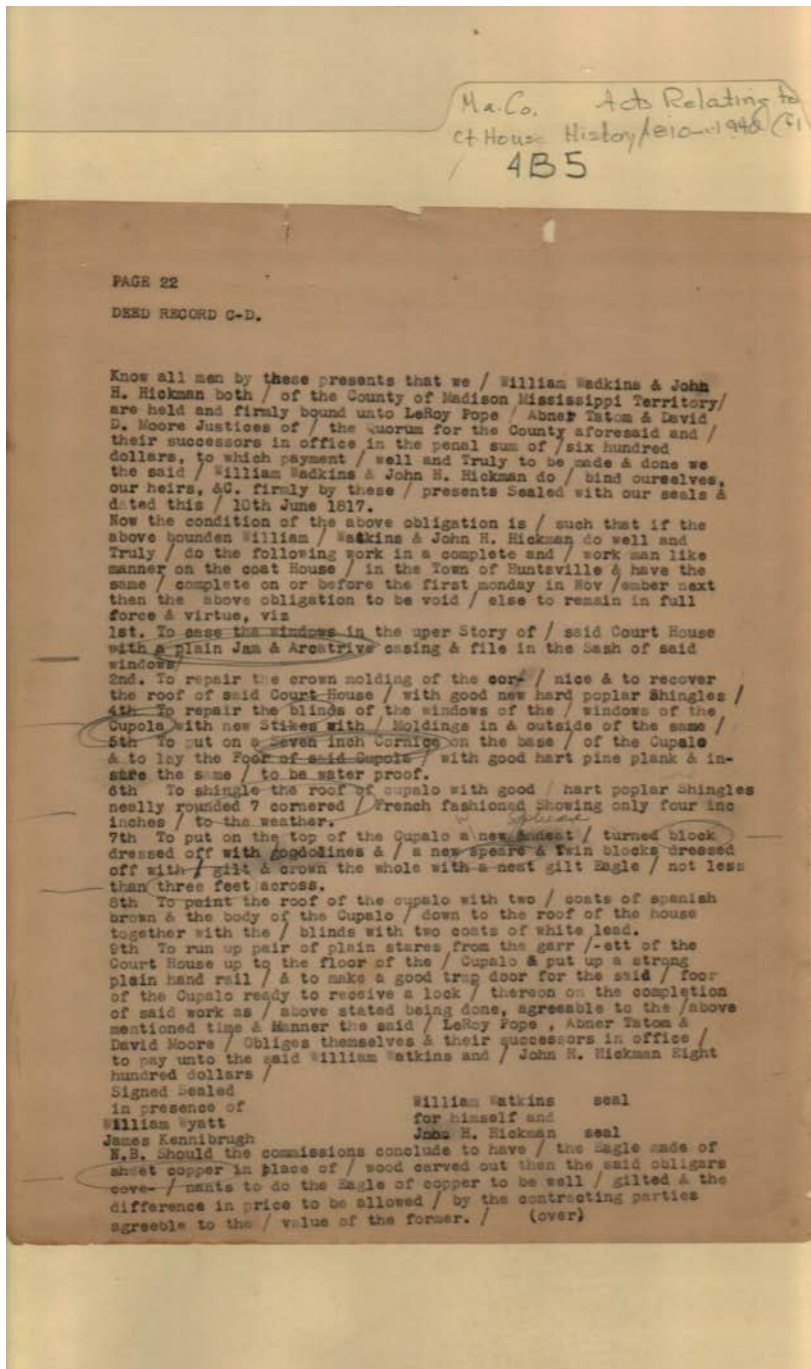 Ma. Co. Acts Relating to
Ct House History 1810-1940
4B5
PAGE 22
DEED RECORD C-D.
Know all men by these presents that we / William Wadkins & John
H. Hickman both / of the County of Madison Mississippi Territory/
are held and firmly bound unto LeRoy Pope / Abner Tatom & David
D. Moore Justices of / the Quorum for the County aforesaid and /
their successors in office in the penal sum of /six hundred
dollars, to which payment / well and Truly to be made & done we
the said / William Wadkins & John H. Hickman do / bind ourselves,
our heirs, &C. firmly by these / presents Sealed with our seals &
dated this / 10th June 1817.
Now the condition of the above obligation is / such that if the
above bounden William / Watkins & John H. Hickman do well and
Truly / do the following work in a complete and / work man like
manner on the coat House / in the Town of Huntsville & have the
same / complete on or before the first monday in Nov /ember next
then the above obligation to be void / else to remain in full
force & virtue, viz
1st. To case the windows in the uper Story of / said Court House
with a plain Jam & Arcatrive casing & file in the Sash of said
windows/
2nd. To repair the crown molding of the cor- / nice & to recover
the roof of said Court House / with good new hard poplar Shingles /
4th To repair the blinds of the windows of the / windows of the
Cupola with new Stikes with / Moldings in & outside of the same /
5th To put on a Seven inch Cornice on the base / of the Cupalo
& to lay the Foor of said Cupola / with good hart pine plank & in-
sure the same / to be water proof.
6th To shingle the roof of cupalo with good / hart poplar Shingles
neally rounded 7 cornered / French fashioned Showing only four inc
inches / to the weather.
7th To put on the top of the Cupalo a new / turned block
dressed off with & / a new speare & Twin blocks dressed
off with / gilt & crown the whole with a neat gilt Eagle / not less
than three feet across.
8th To paint the roof of the cupalo with two / coats of spanish
brown & the body of the Cupalo / down to the roof of the house
together with the / blinds with two coats of white lead.
9th To run up pair of plain stares from the garr /-ett of the
Court House up to the floor of the / Cupalo & put up a strong
plain hand rail / & to make a good trap door for the said / foor
of the Cupalo ready to receive a lock / thereon on the completion
of said work as / above stated being done, agreeable to the /above
mentioned time & Manner the said / LeRoy Pope , Abner Tatom &
David Moore / Obliges themselves & their successors in office /
to pay unto the said William Watkins and / John H. Hickman Eight
hundred dollars /
Signed Sealed
in presence of William Watkins seal
William Wyatt for himself and
James Kennibrugh John H. Hickman seal
N.B. Should the commissions conclude to have / the Eagle made of
sheet copper in place of / wood carved out then the said obligars
cove- / nants to do the Eagle of copper to be well / gilted & the
difference in price to be allowed / by the contracting parties
agreeble to the / value of the former. / (over)